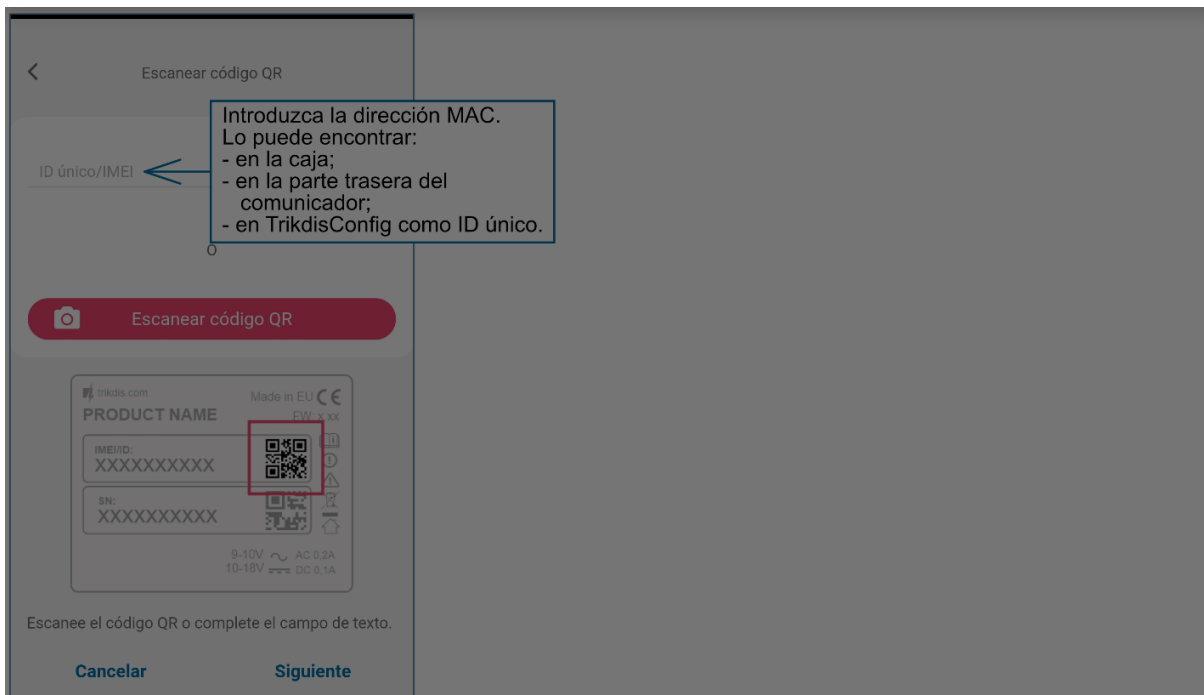 Escanear código QR
Introduzca la dirección MAC.
Lo puede encontrar:
- en la caja;
- en la parte trasera del
comunicador;
- en TrikdisConfig como ID único.
ID único/IMEI
O
Escanear código QR
trikdis.com
Made in EU CE
PRODUCT NAME
FW: x.xx
IMEI/ID:
XXXXXXXXXX
SN:
XXXXXXXXXX
9-10V AC 0,2A
10-18V DC 0,1A
Escanee el código QR o complete el campo de texto.
Cancelar
Siguiente